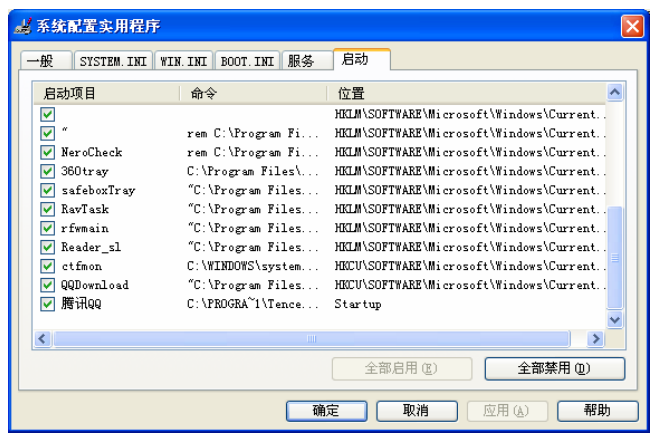 系统配置实用程序
一般 SYSTEM.INI WIN.INI BOOT.INI 服务 启动
启动项目 命令 位置
HKLM\SOFTWARE\Microsoft\Windows\Current...
" rem C:\Program Fi... HKLM\SOFTWARE\Microsoft\Windows\Current...
NeroCheck rem C:\Program Fi... HKLM\SOFTWARE\Microsoft\Windows\Current...
360tray C:\Program Files\... HKLM\SOFTWARE\Microsoft\Windows\Current...
safeboxTray "C:\Program Files... HKLM\SOFTWARE\Microsoft\Windows\Current...
RavTask "C:\Program Files... HKLM\SOFTWARE\Microsoft\Windows\Current...
rfwmain "C:\Program Files... HKLM\SOFTWARE\Microsoft\Windows\Current...
Reader_sl "C:\Program Files... HKLM\SOFTWARE\Microsoft\Windows\Current...
ctfmon C:\WINDOWS\system... HKCU\SOFTWARE\Microsoft\Windows\Current...
QQDownload "C:\Program Files... HKCU\SOFTWARE\Microsoft\Windows\Current...
腾讯QQ C:\PROGRA~1\Tence... Startup
全部启用(E) 全部禁用(D)
确定 取消 应用(A) 帮助